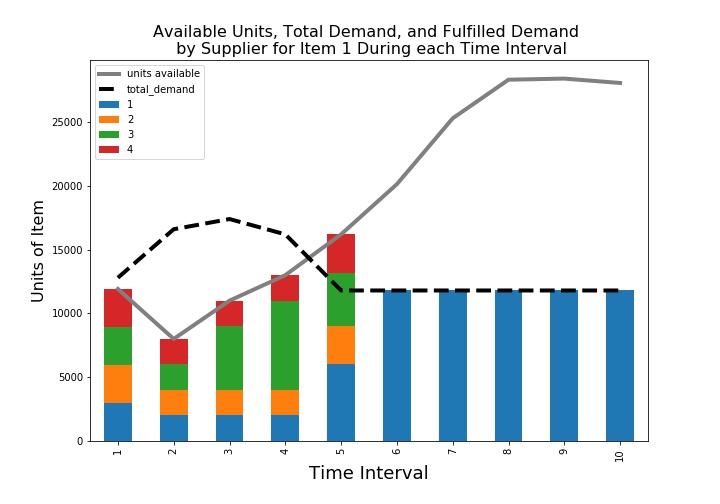 Available Units, Total Demand, and Fulfilled Demand
by Supplier for Item 1 During each Time Interval
units available
total_demand
1
2
3
4
Units of Item
25000
20000
15000
10000
5000
0
1 2 3 4 5 6 7 8 9 10
Time Interval